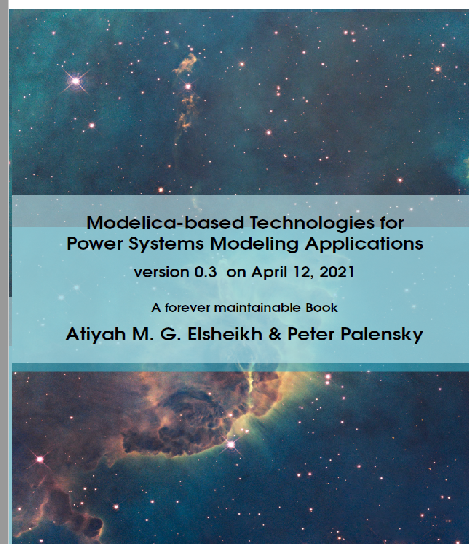 Modelica-based Technologies for
Power Systems Modeling Applications
version 0.3 on April 12, 2021
A forever maintainable Book
Atiyah M. G. Elsheikh & Peter Palensky